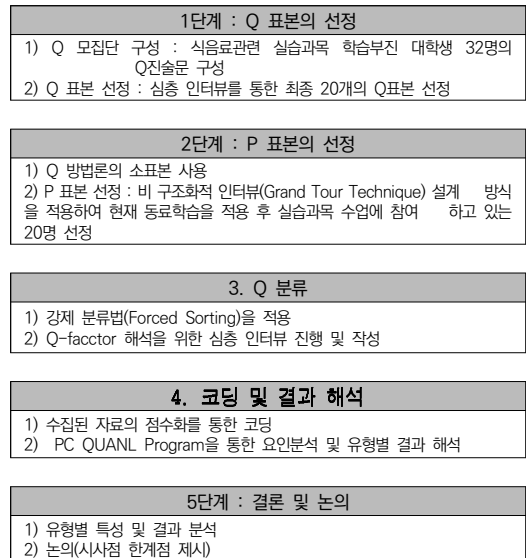 1단계 : Q 표본의 선정
1) Q 모집단 구성 : 식음료관련 실습과목 학습부진 대학생 32명의
Q진술문 구성
2) Q 표본 선정 : 심층 인터뷰를 통한 최종 20개의 Q표본 선정
2단계 : P 표본의 선정
1) Q 방법론의 소표본 사용
2) P 표본 선정 : 비 구조화적 인터뷰(Grand Tour Technique) 설계 방식
을 적용하여 현재 동료학습을 적용 후 실습과목 수업에 참여 하고 있는
20명 선정
3. Q 분류
1) 강제 분류법(Forced Sorting)을 적용
2) Q-facctor 해석을 위한 심층 인터뷰 진행 및 작성
4. 코딩 및 결과 해석
1) 수집된 자료의 점수화를 통한 코딩
2) PC QUANL Program을 통한 요인분석 및 유형별 결과 해석
5단계 : 결론 및 논의
1) 유형별 특성 및 결과 분석
2) 논의(시사점 한계점 제시)